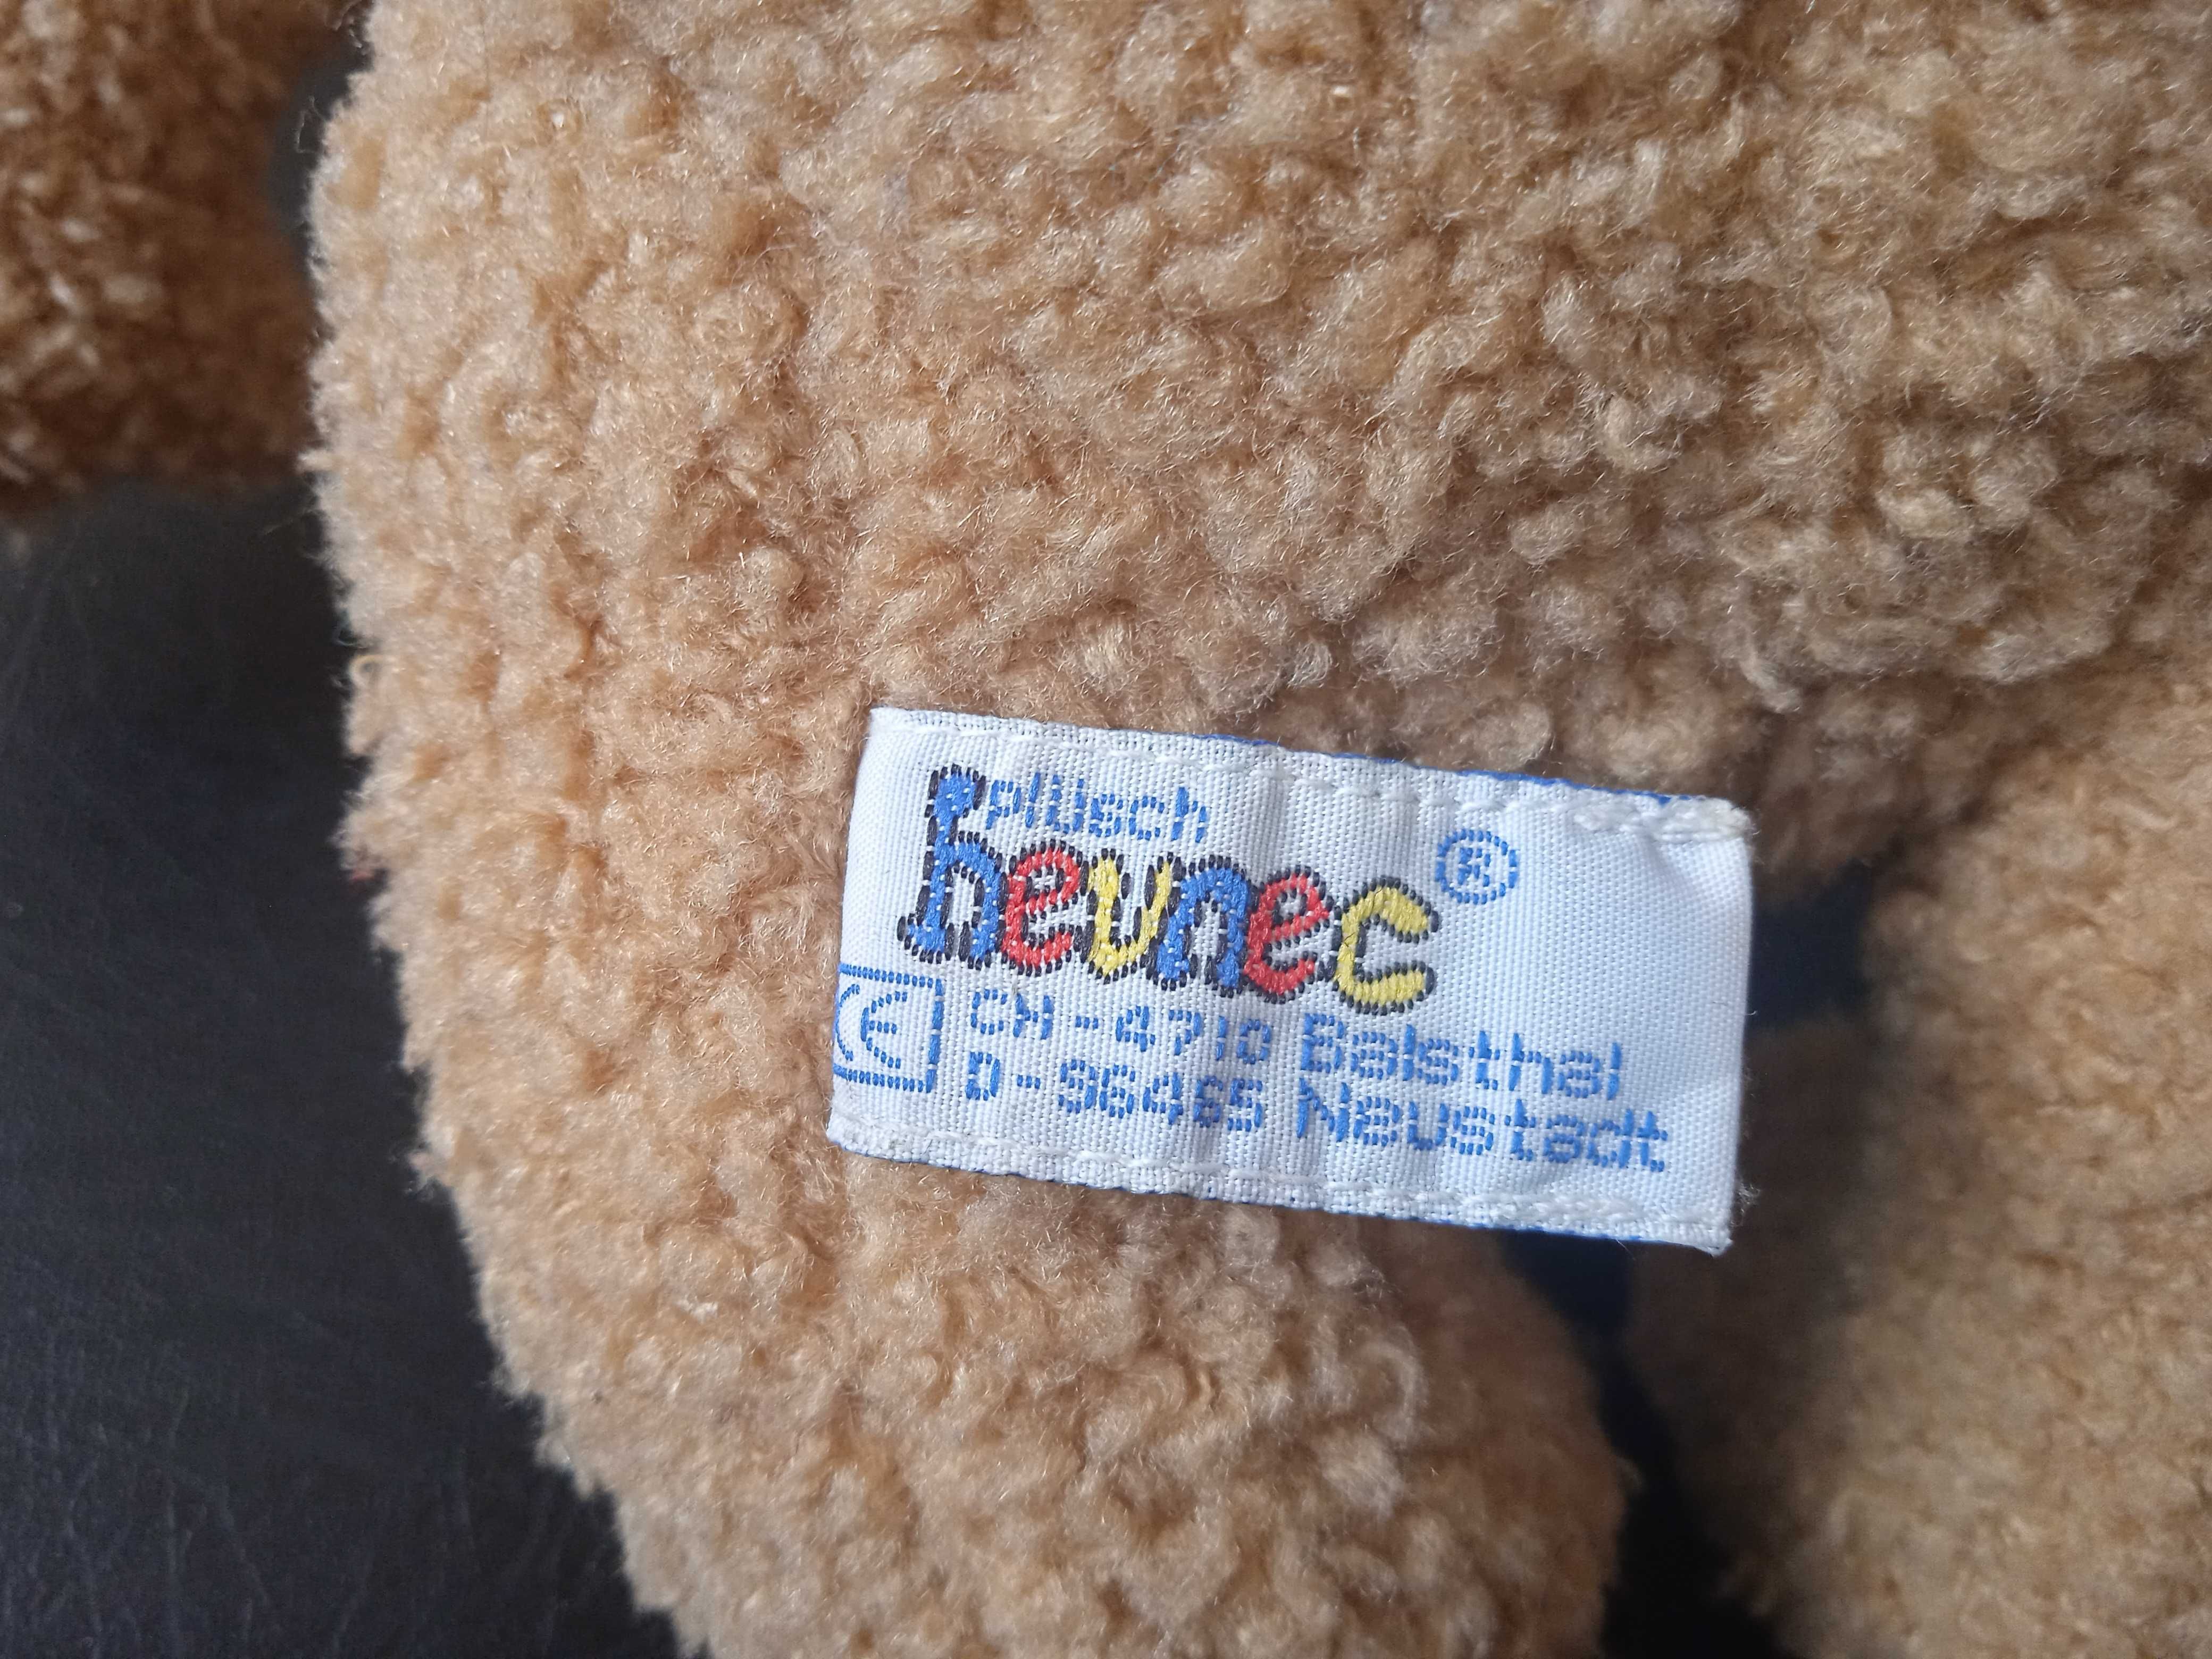 plüsch
heunec ®
CE CH-4710 Balsthal
D-96465 Neustadt